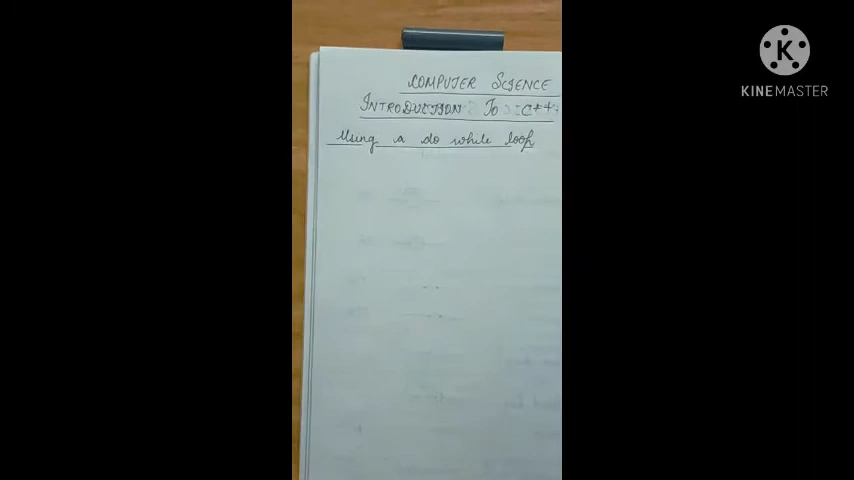 COMPUTER SCIENCE
INTRODUCTION TO C++
Using a do while loop
K
KINEMASTER